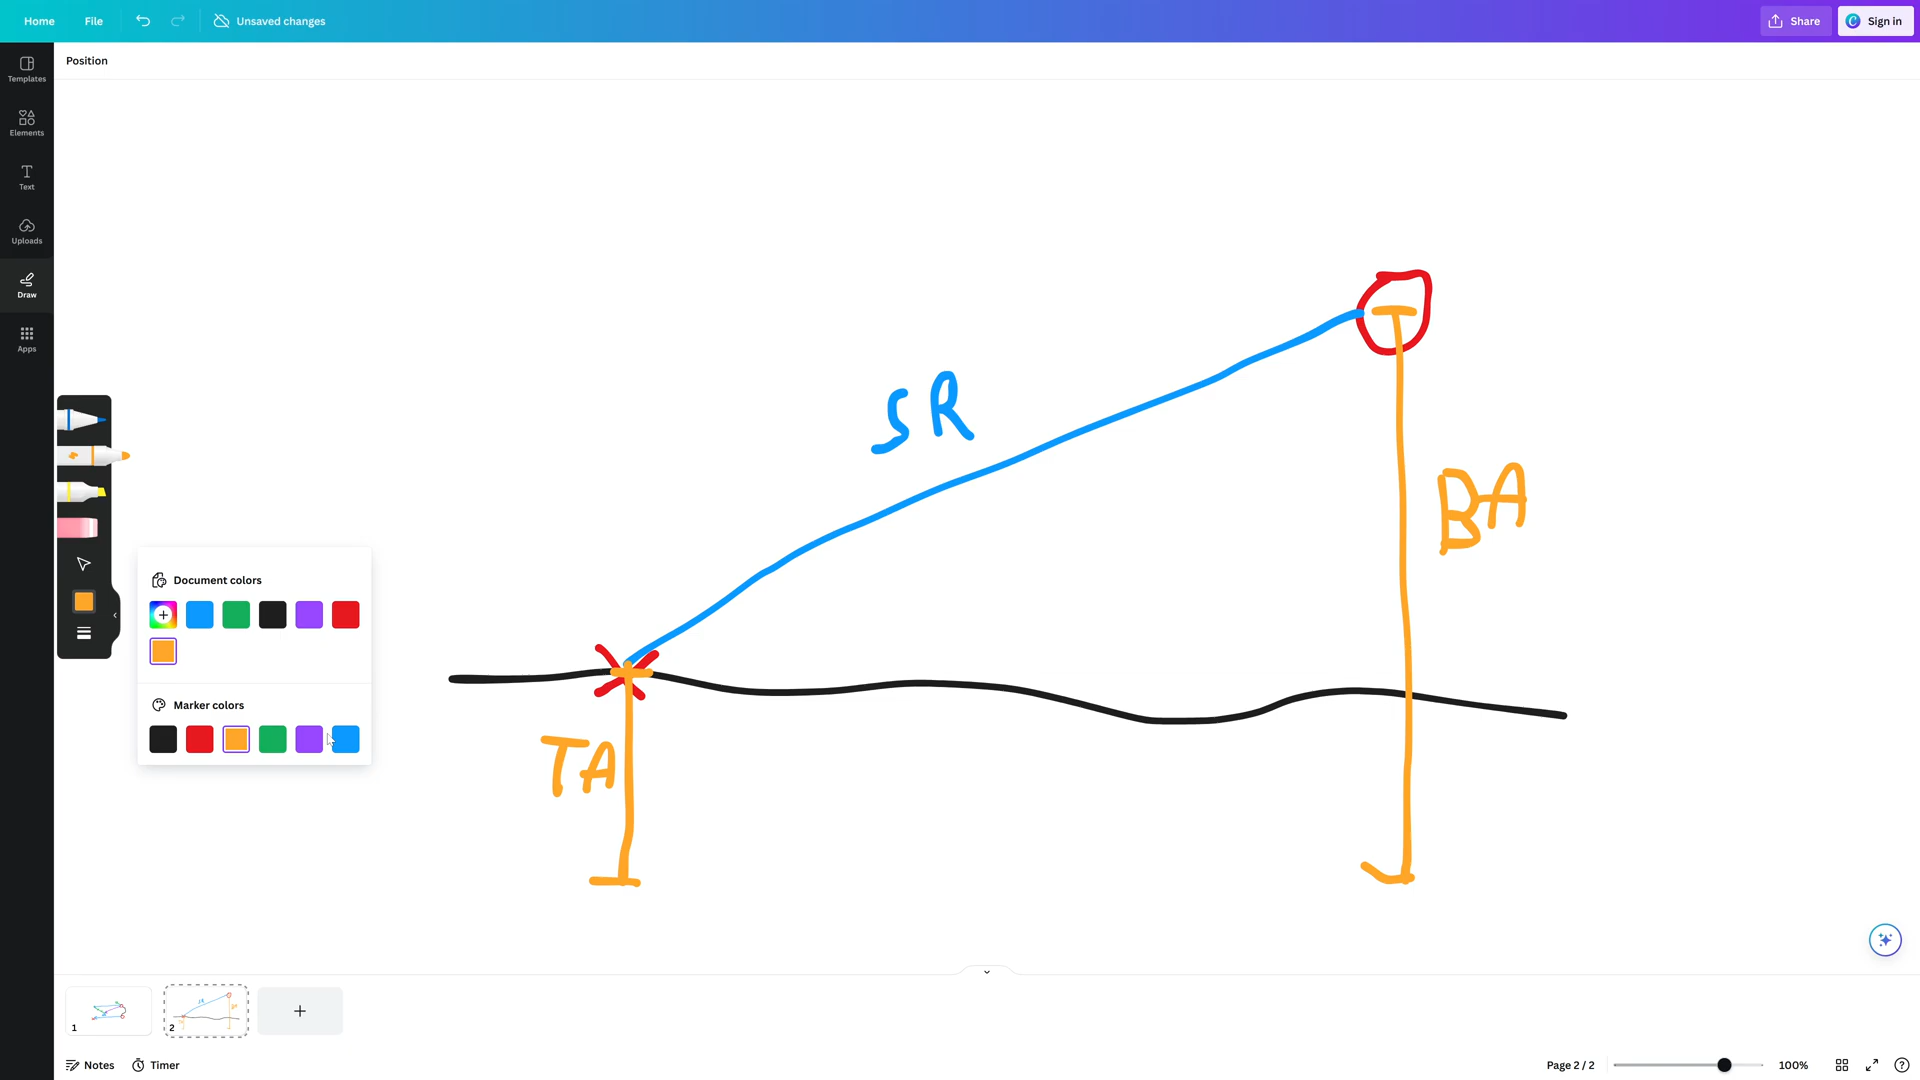 Home File Unsaved changes Share Sign in
Position
Templates
Elements
Text
Uploads
Draw
Apps
SR
BA
TA
Document colors
Marker colors
1
2
Notes Timer
Page 2 / 2 100%